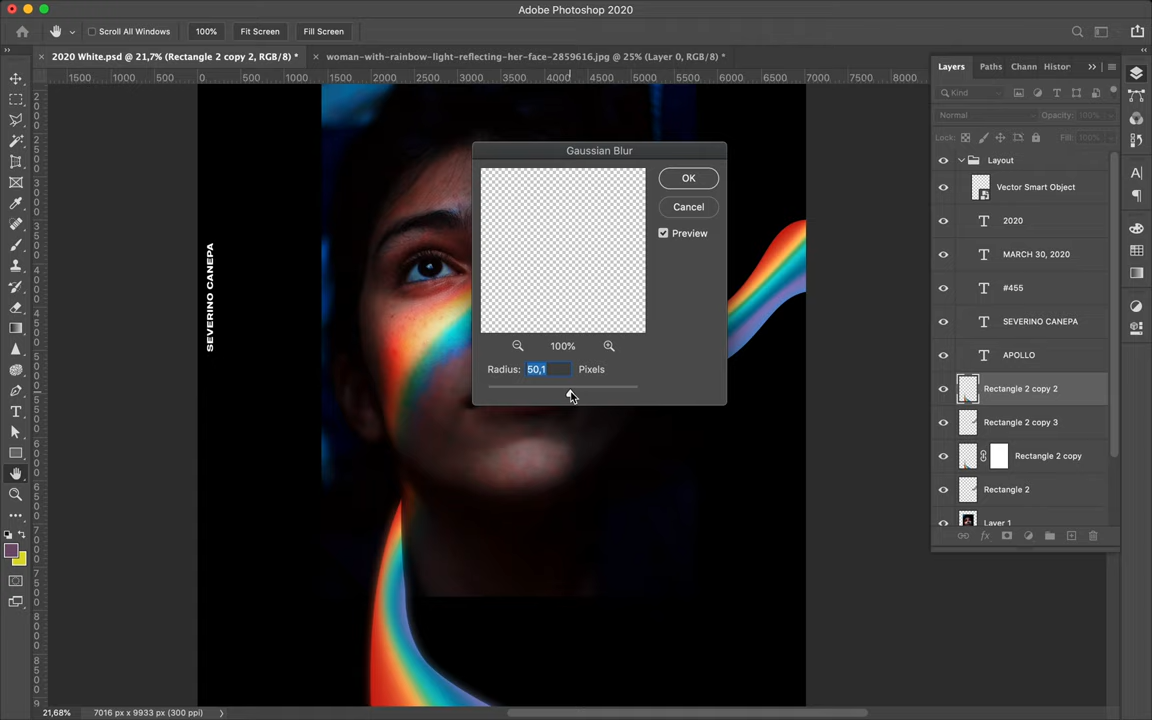 Adobe Photoshop 2020
Scroll All Windows
100%
Fit Screen
Fill Screen
2020 White.psd @ 21,7% (Rectangle 2 copy 2, RGB/8) *
woman-with-rainbow-light-reflecting-her-face-2859616.jpg @ 25% (Layer 0, RGB/8) *
1500 1000 500 0 500 1000 1500 2000 2500 3000 3500 4000 4500 5000 5500 6000 6500 7000 7500 8000
Layers
Paths
Chann
Histor
Kind
Normal
Opacity: 100%
Lock:
Fill: 100%
Layout
Vector Smart Object
2020
MARCH 30, 2020
#455
SEVERINO CANEPA
APOLLO
Rectangle 2 copy 2
Rectangle 2 copy 3
Rectangle 2 copy
Rectangle 2
Layer 1
SEVERINO CANEPA
Gaussian Blur
OK
Cancel
Preview
100%
Radius: 50,1 Pixels
21,68%
7016 px x 9933 px (300 ppi)